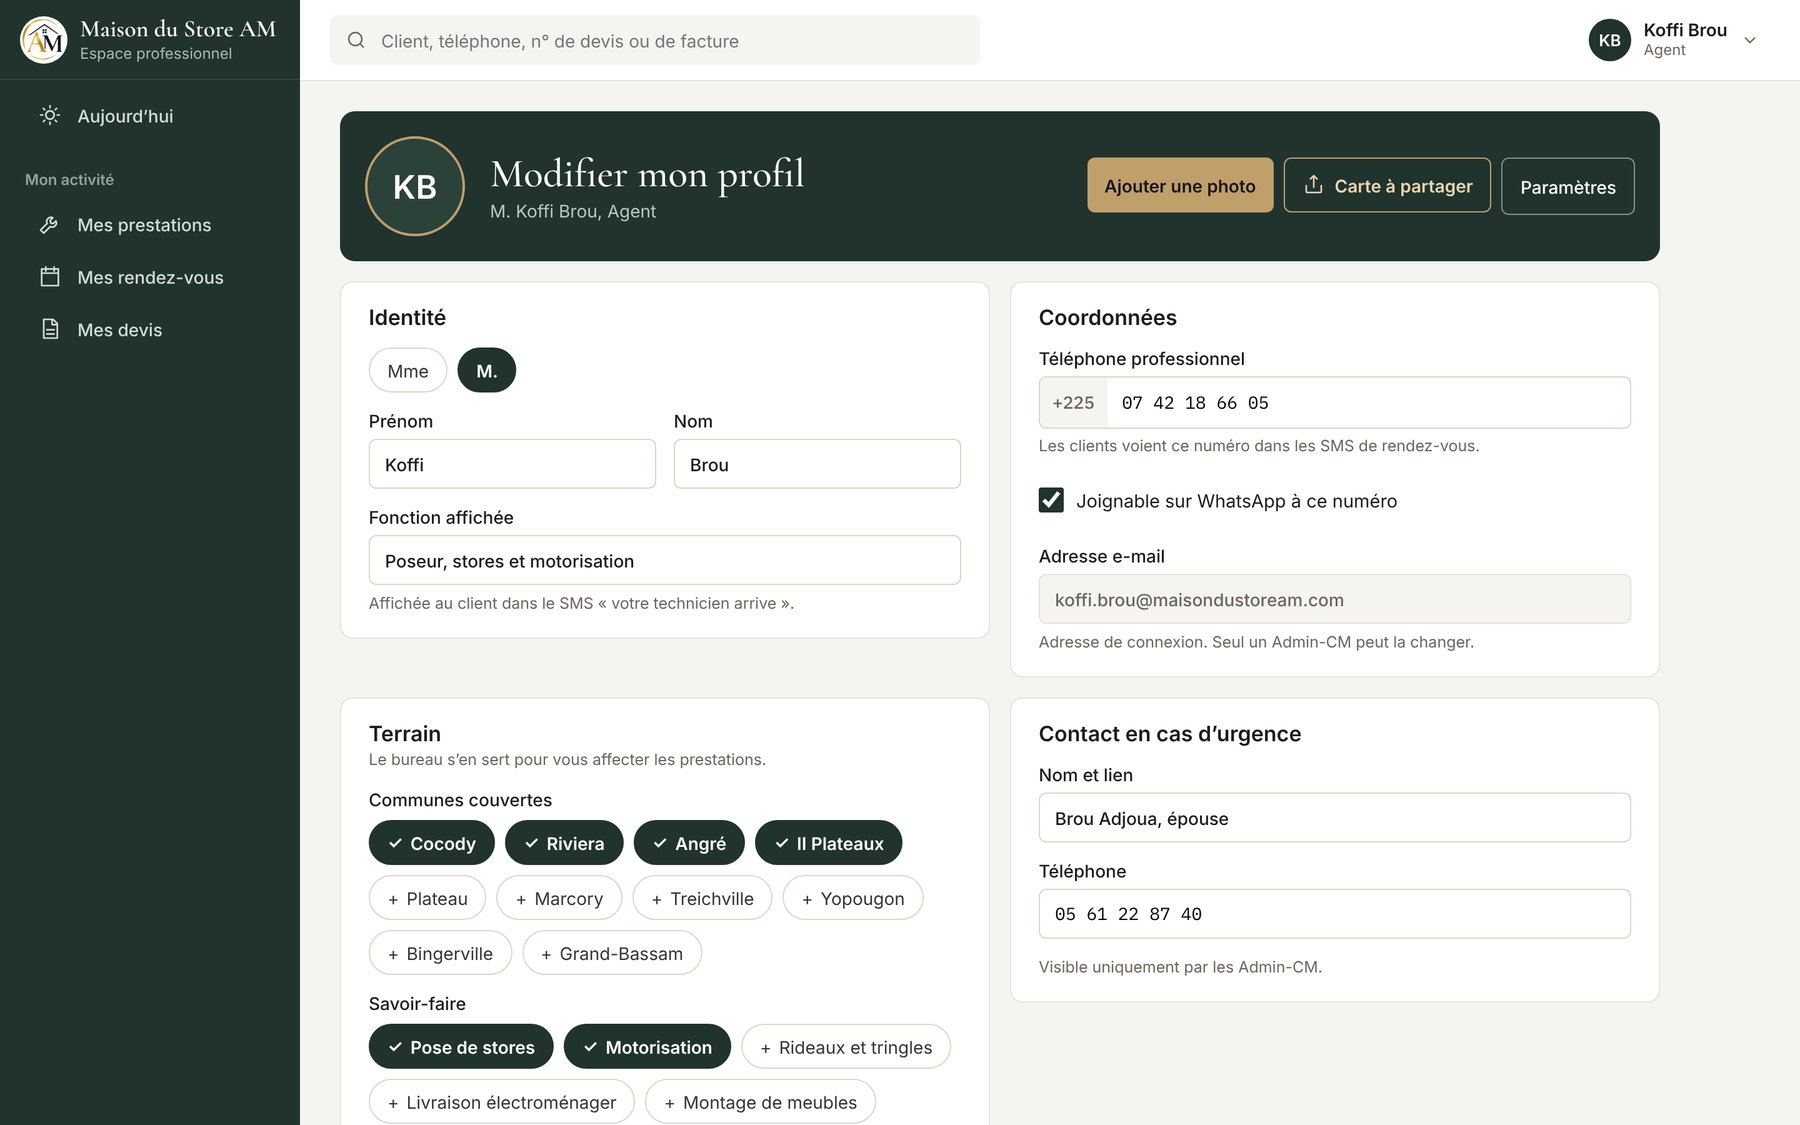 AM
Maison du Store AM
Espace professionnel
Client, téléphone, n° de devis ou de facture
KB
Koffi Brou
Agent
Aujourd’hui
Mon activité
Mes prestations
Mes rendez-vous
Mes devis
KB
Modifier mon profil
M. Koffi Brou, Agent
Ajouter une photo
Carte à partager
Paramètres
Identité
Mme
M.
Prénom
Nom
Koffi
Brou
Fonction affichée
Poseur, stores et motorisation
Affichée au client dans le SMS « votre technicien arrive ».
Coordonnées
Téléphone professionnel
+225 07 42 18 66 05
Les clients voient ce numéro dans les SMS de rendez-vous.
Joignable sur WhatsApp à ce numéro
Adresse e-mail
koffi.brou@maisondustoream.com
Adresse de connexion. Seul un Admin-CM peut la changer.
Terrain
Le bureau s’en sert pour vous affecter les prestations.
Communes couvertes
✓ Cocody ✓ Riviera ✓ Angré ✓ II Plateaux
+ Plateau + Marcory + Treichville + Yopougon
+ Bingerville + Grand-Bassam
Savoir-faire
✓ Pose de stores ✓ Motorisation + Rideaux et tringles
+ Livraison électroménager + Montage de meubles
Contact en cas d’urgence
Nom et lien
Brou Adjoua, épouse
Téléphone
05 61 22 87 40
Visible uniquement par les Admin-CM.